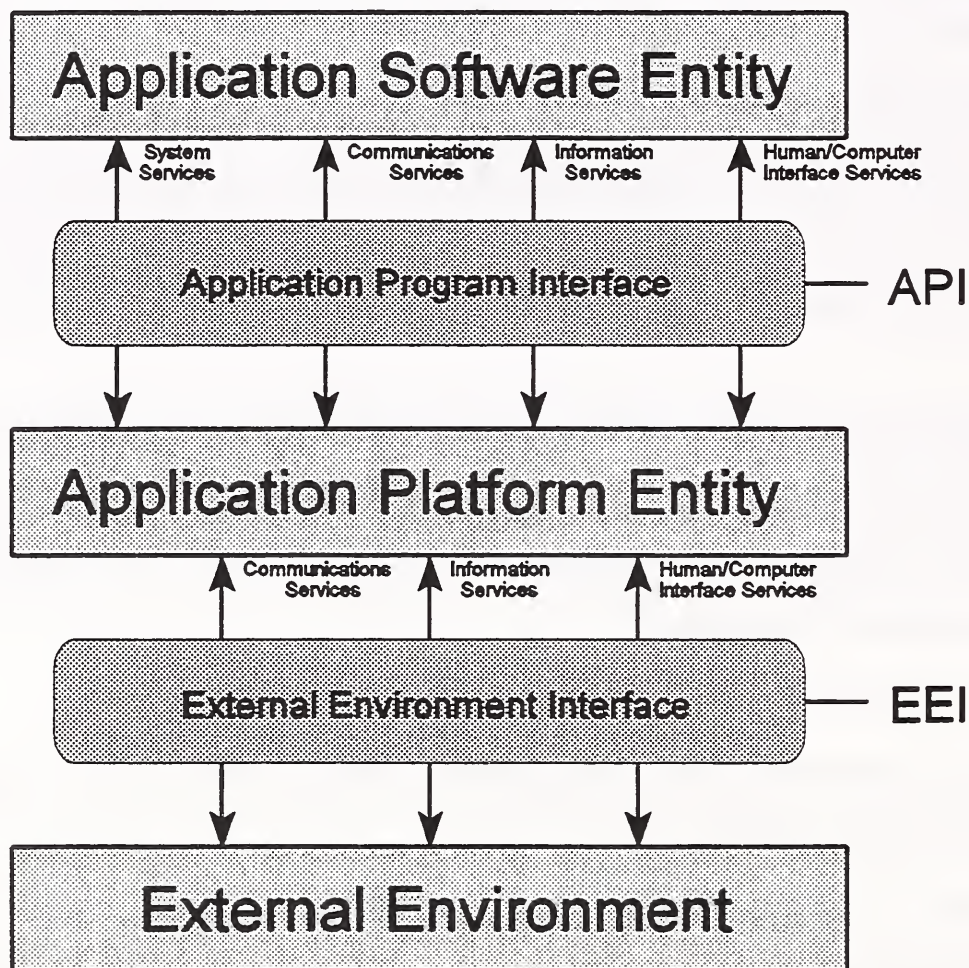 Application Software Entity
System
Services
Communications
Services
Information
Services
Human/Computer
Interface Services
Application Program Interface
API
Application Platform Entity
Communications
Services
Information
Services
Human/Computer
Interface Services
External Environment Interface
EEI
External Environment